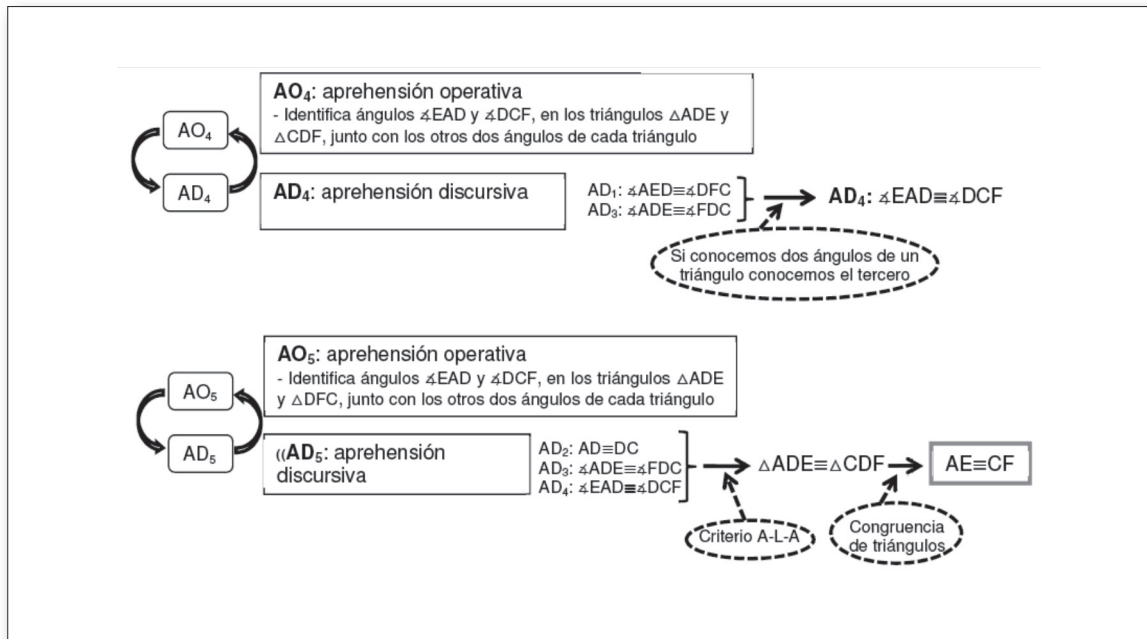 AO₄: aprehensión operativa
- Identifica ángulos ∡EAD y ∡DCF, en los triángulos △ADE y
△CDF, junto con los otros dos ángulos de cada triángulo
AO₄
AD₄
AD₄: aprehensión discursiva
AD₁: ∡AED≡∡DFC
AD₃: ∡ADE≡∡FDC
AD₄: ∡EAD≡∡DCF
Si conocemos dos ángulos de un
triángulo conocemos el tercero
AO₅: aprehensión operativa
- Identifica ángulos ∡EAD y ∡DCF, en los triángulos △ADE
y △DFC, junto con los otros dos ángulos de cada triángulo
AO₅
AD₅
((AD₅: aprehensión
discursiva
AD₂: AD≡DC
AD₃: ∡ADE≡∡FDC
AD₄: ∡EAD≡∡DCF
△ADE≡△CDF
AE≡CF
Criterio A-L-A
Congruencia
de triángulos